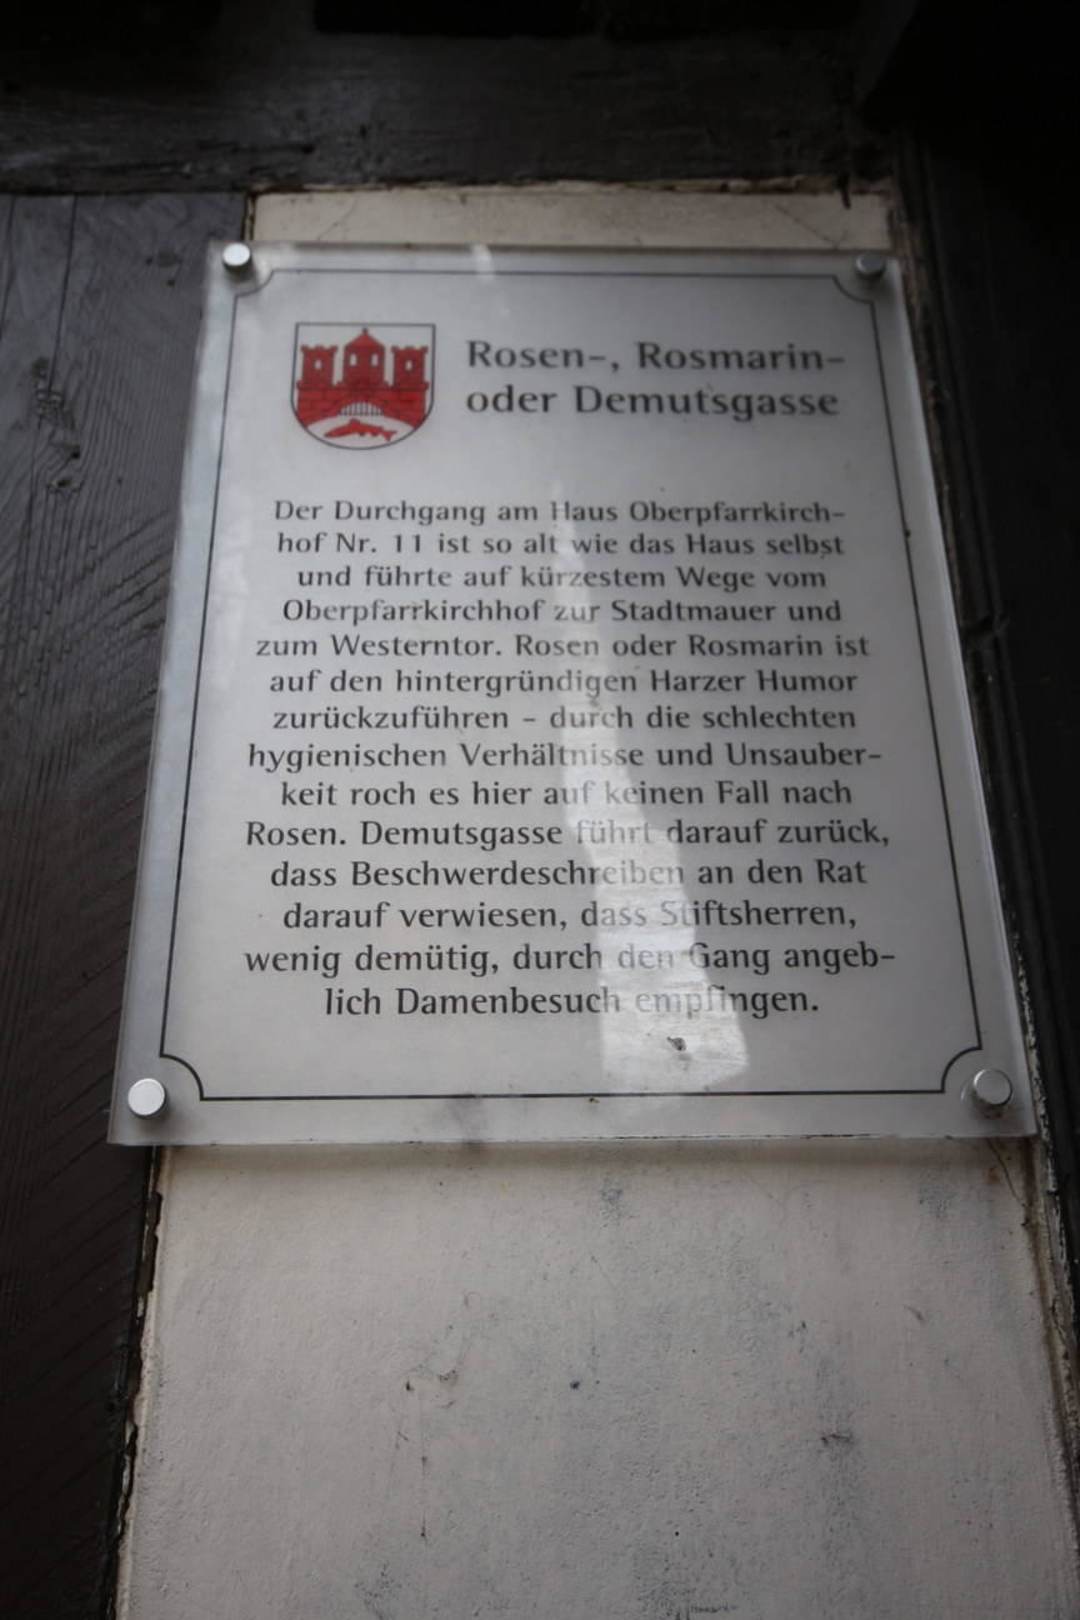 Rosen-, Rosmarin-
oder Demutsgasse
Der Durchgang am Haus Oberpfarrkirch-
hof Nr. 11 ist so alt wie das Haus selbst
und führte auf kürzestem Wege vom
Oberpfarrkirchhof zur Stadtmauer und
zum Westerntor. Rosen oder Rosmarin ist
auf den hintergründigen Harzer Humor
zurückzuführen - durch die schlechten
hygienischen Verhältnisse und Unsauber-
keit roch es hier auf keinen Fall nach
Rosen. Demutsgasse führt darauf zurück,
dass Beschwerdeschreiben an den Rat
darauf verwiesen, dass Stiftsherren,
wenig demütig, durch den Gang angeb-
lich Damenbesuch empfingen.